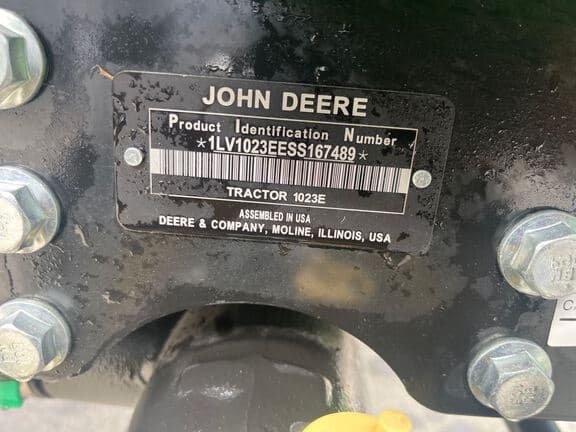 JOHN DEERE
Product Identification Number
*1LV1023EESS167489*
TRACTOR 1023E
ASSEMBLED IN USA
DEERE & COMPANY, MOLINE, ILLINOIS, USA